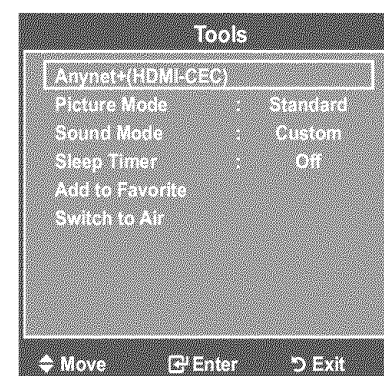 Tools
Anynet+(HDMI-CEC)
Picture Mode : Standard
Sound Mode : Custom
Sleep Timer : Off
Add to Favorite
Switch to Air
Move Enter Exit